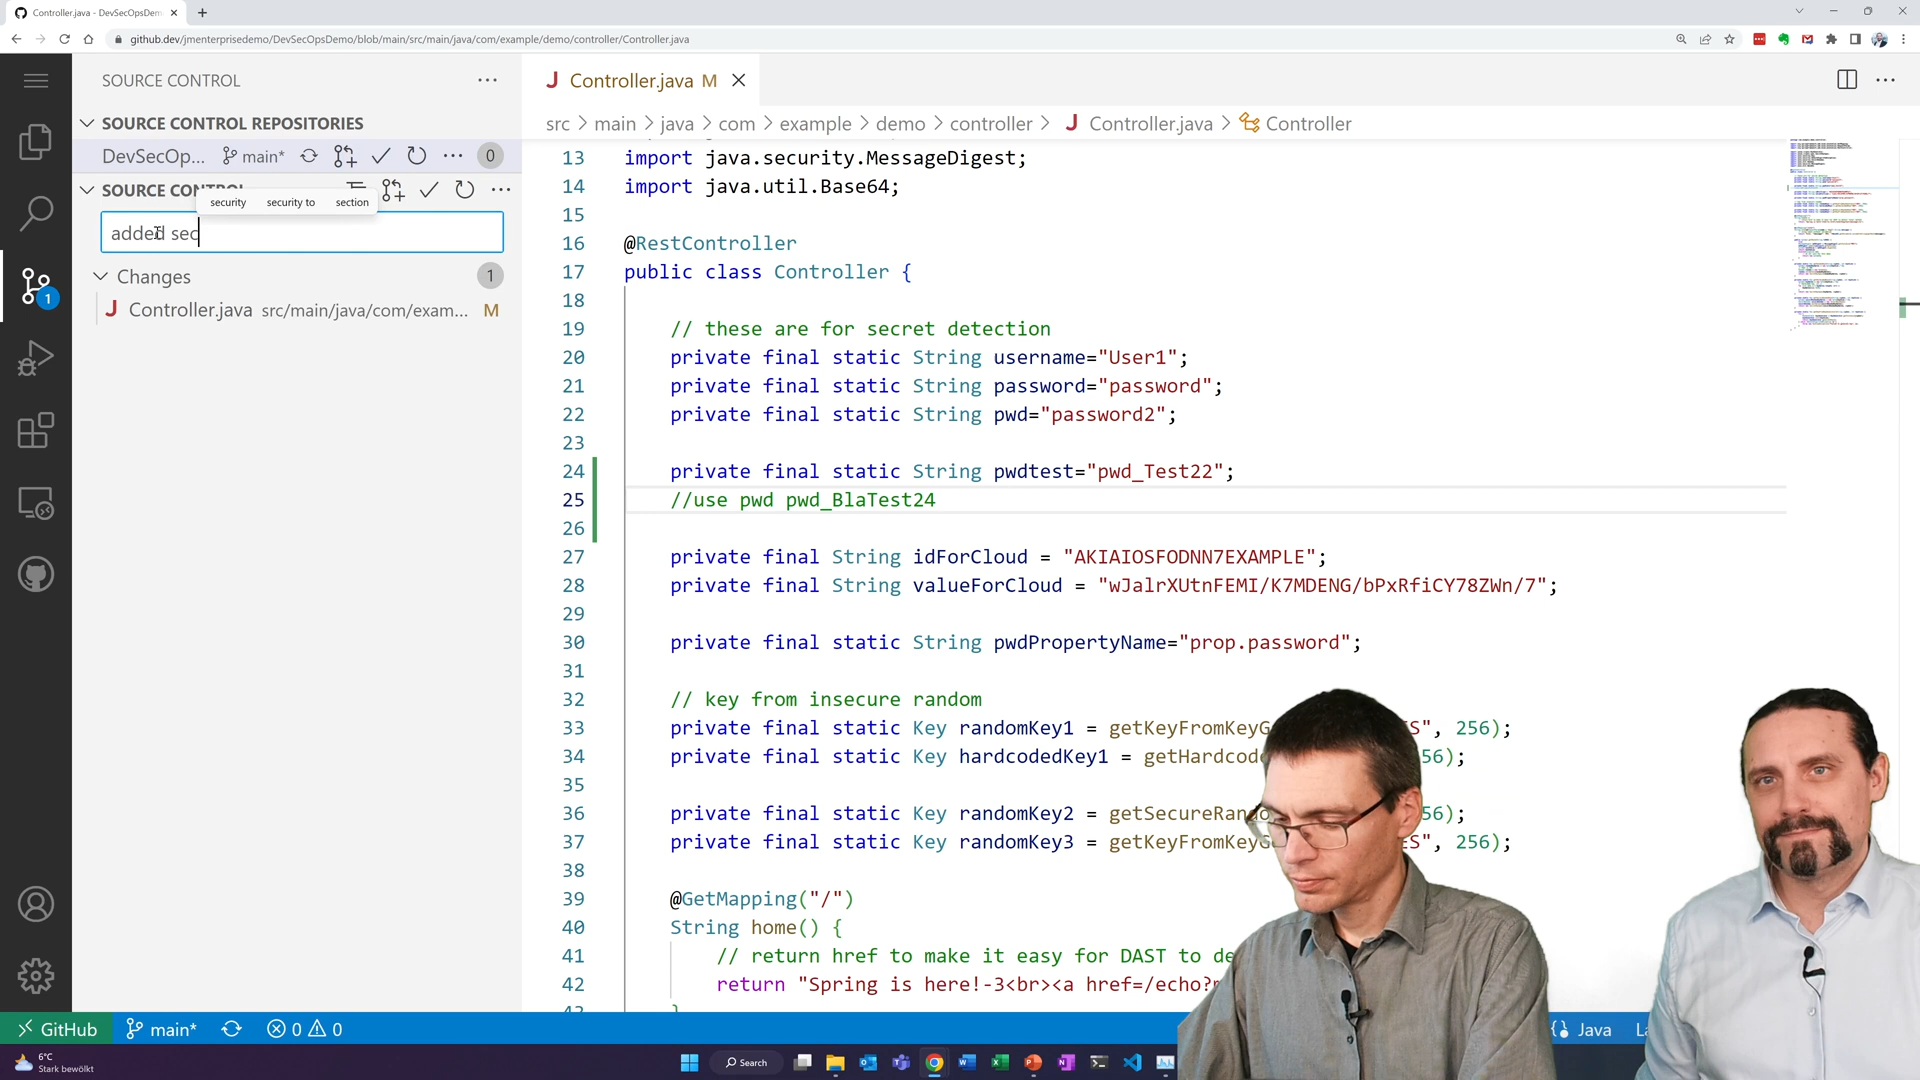 Controller.java - DevSecOpsDem
github.dev/jmenterprisedemo/DevSecOpsDemo/blob/main/src/main/java/com/example/demo/controller/Controller.java
SOURCE CONTROL
Controller.java M
SOURCE CONTROL REPOSITORIES
src > main > java > com > example > demo > controller > Controller.java > Controller
DevSecOp... main* 0
SOURCE CONTROL
security security to section
added sec
Changes 1
Controller.java src/main/java/com/exam... M
1
13 import java.security.MessageDigest;
14 import java.util.Base64;
15
16 @RestController
17 public class Controller {
18
19 // these are for secret detection
20 private final static String username="User1";
21 private final static String password="password";
22 private final static String pwd="password2";
23
24 private final static String pwdtest="pwd_Test22";
25 //use pwd pwd_BlaTest24
26
27 private final String idForCloud = "AKIAIOSFODNN7EXAMPLE";
28 private final String valueForCloud = "wJalrXUtnFEMI/K7MDENG/bPxRfiCY78ZWn/7";
29
30 private final static String pwdPropertyName="prop.password";
31
32 // key from insecure random
33 private final static Key randomKey1 = getKeyFromKeyG S", 256);
34 private final static Key hardcodedKey1 = getHardcod 56);
35
36 private final static Key randomKey2 = getSecureRando 56);
37 private final static Key randomKey3 = getKeyFromKeyG S", 256);
38
39 @GetMapping("/")
40 String home() {
41 // return href to make it easy for DAST to de
42 return "Spring is here!-3<br><a href=/echo?
GitHub main* 0 0 Java
6°C
Stark bewölkt
Search